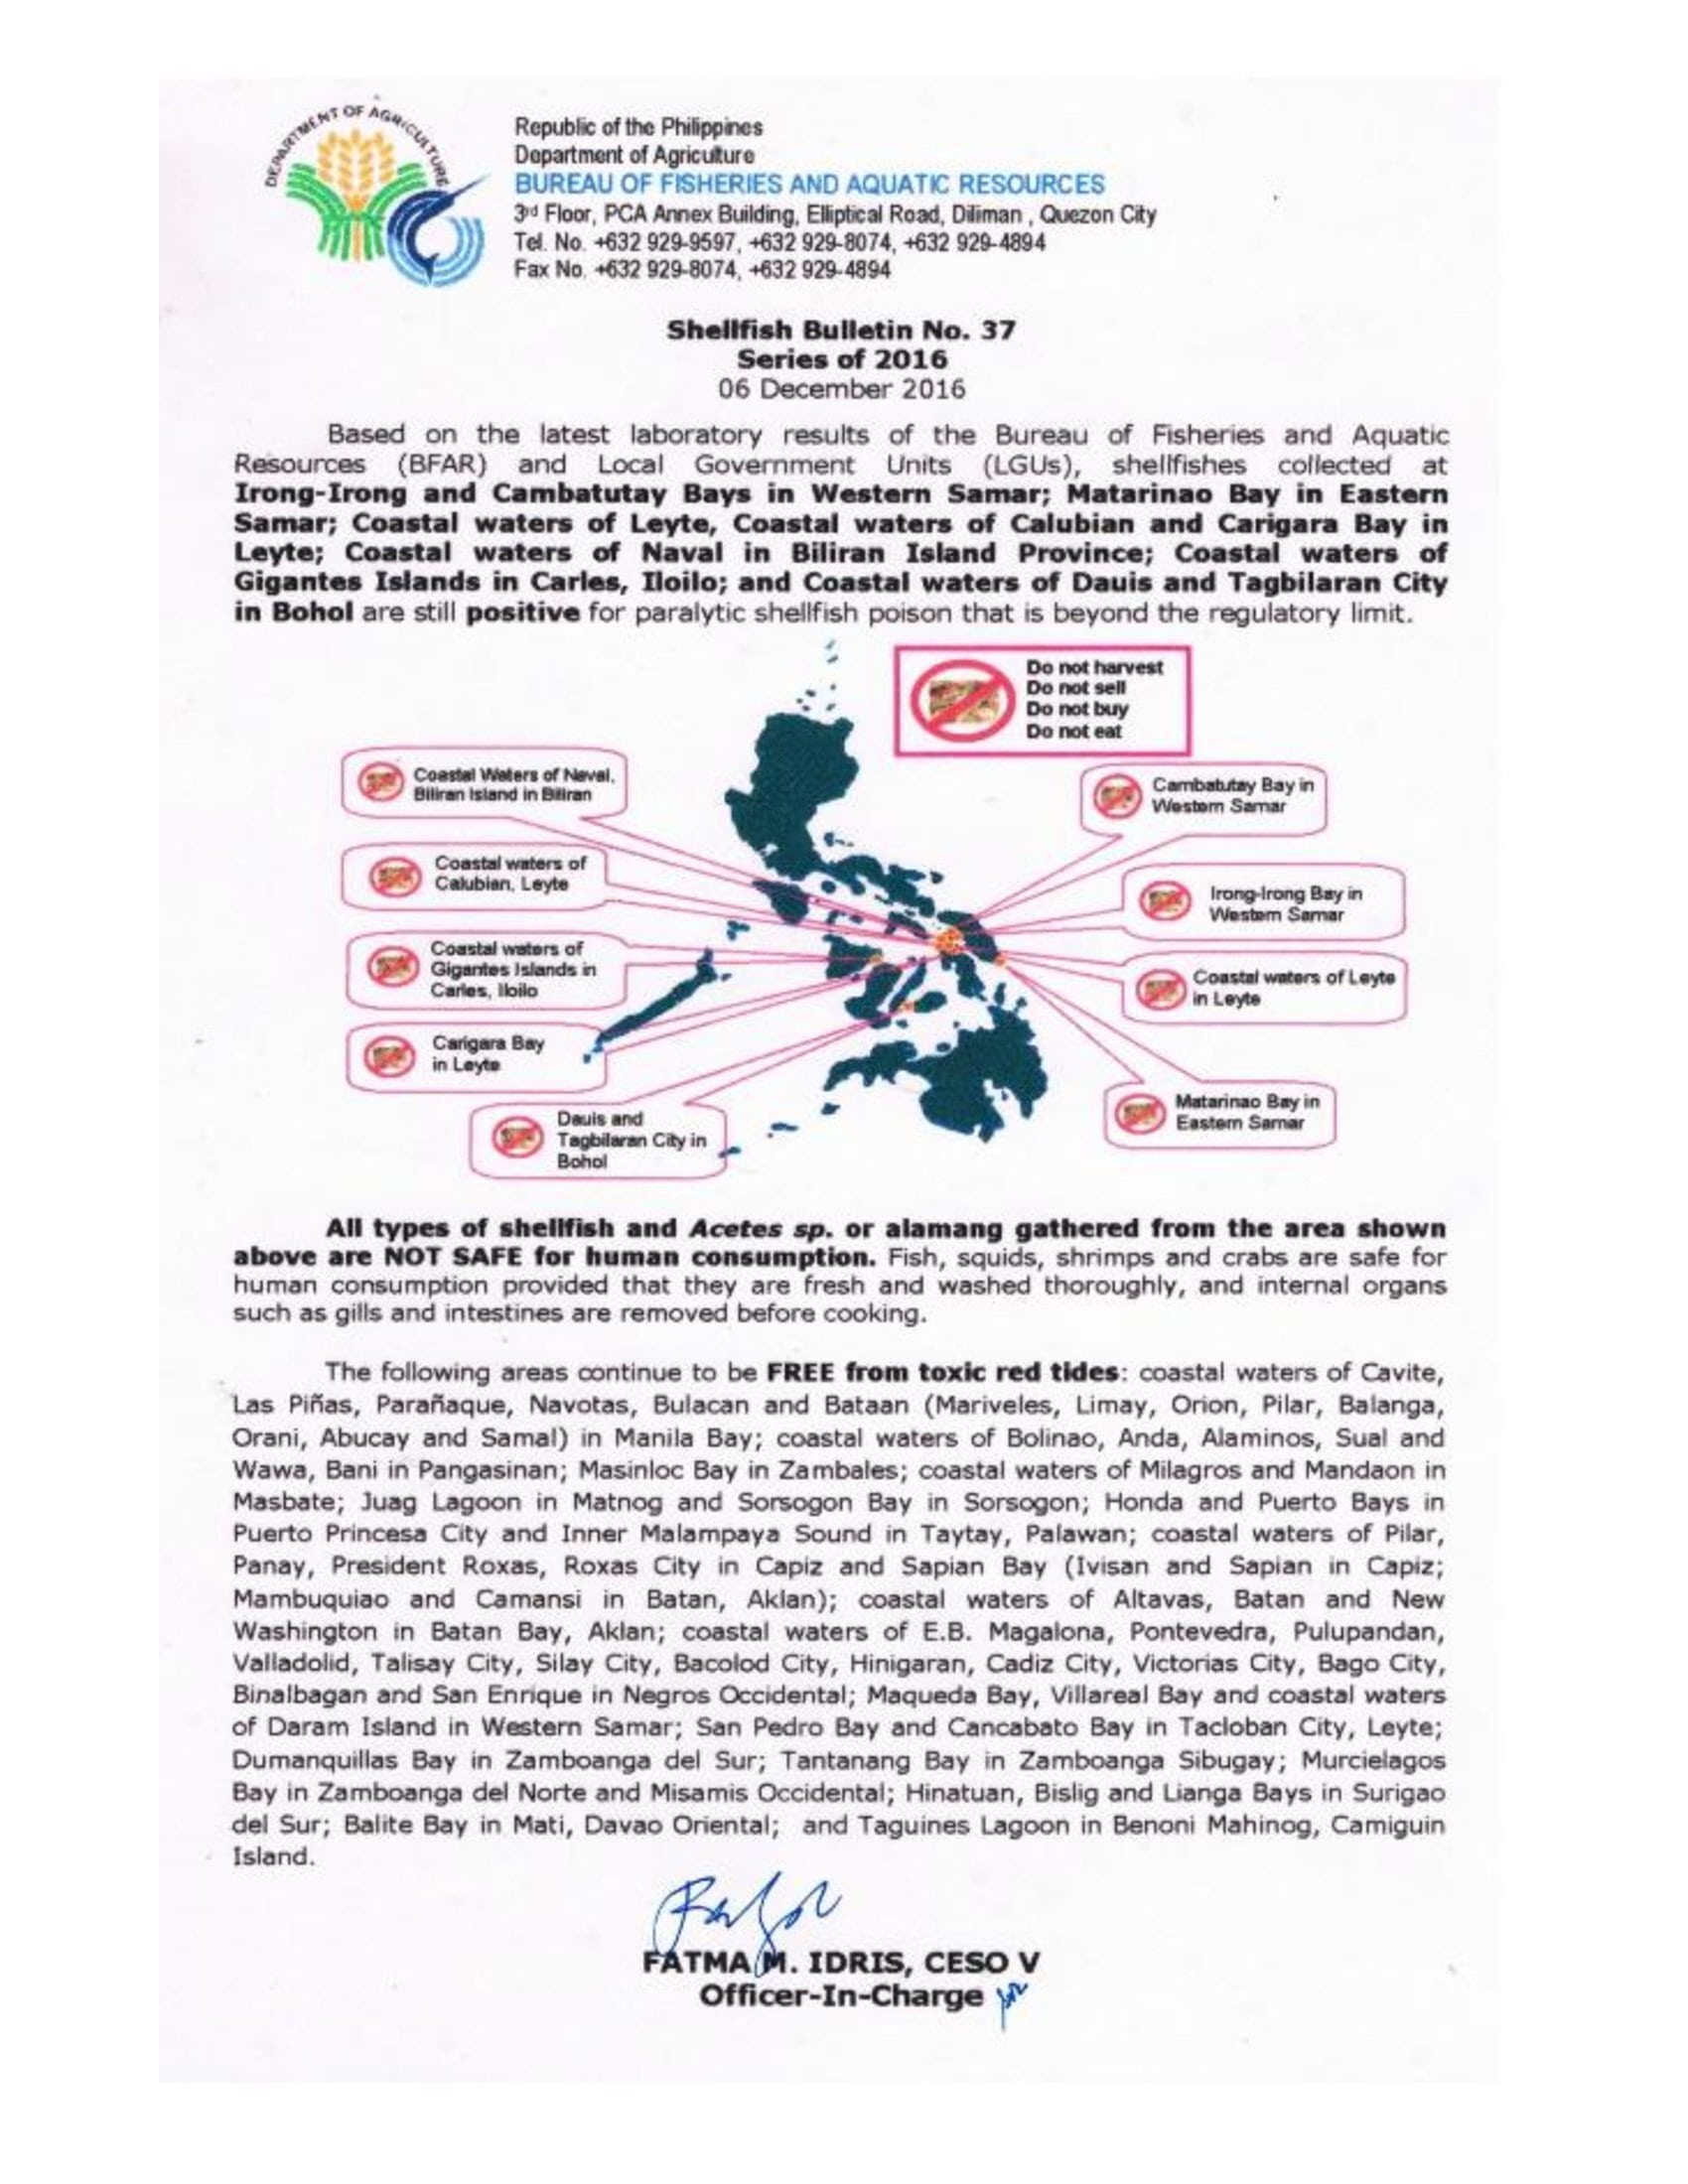 DEPARTMENT OF AGRICULTURE
Republic of the Philippines
Department of Agriculture
BUREAU OF FISHERIES AND AQUATIC RESOURCES
3rd Floor, PCA Annex Building, Elliptical Road, Diliman , Quezon City
Tel. No. +632 929-9597, +632 929-8074, +632 929-4894
Fax No. +632 929-8074, +632 929-4894
Shellfish Bulletin No. 37
Series of 2016
06 December 2016
Based on the latest laboratory results of the Bureau of Fisheries and Aquatic
Resources (BFAR) and Local Government Units (LGUs), shellfishes collected at
Irong-Irong and Cambatutay Bays in Western Samar; Matarinao Bay in Eastern
Samar; Coastal waters of Leyte, Coastal waters of Calubian and Carigara Bay in
Leyte; Coastal waters of Naval in Biliran Island Province; Coastal waters of
Gigantes Islands in Carles, Iloilo; and Coastal waters of Dauis and Tagbilaran City
in Bohol are still positive for paralytic shellfish poison that is beyond the regulatory limit.
Do not harvest
Do not sell
Do not buy
Do not eat
Coastal Waters of Naval,
Biliran Island in Biliran
Cambatutay Bay in
Western Samar
Coastal waters of
Calubian, Leyte
Irong-Irong Bay in
Western Samar
Coastal waters of
Gigantes Islands in
Carles, Iloilo
Coastal waters of Leyte
in Leyte
Carigara Bay
in Leyte
Matarinao Bay in
Eastern Samar
Dauis and
Tagbilaran City in
Bohol
All types of shellfish and Acetes sp. or alamang gathered from the area shown
above are NOT SAFE for human consumption. Fish, squids, shrimps and crabs are safe for
human consumption provided that they are fresh and washed thoroughly, and internal organs
such as gills and intestines are removed before cooking.
The following areas continue to be FREE from toxic red tides: coastal waters of Cavite,
Las Piñas, Parañaque, Navotas, Bulacan and Bataan (Mariveles, Limay, Orion, Pilar, Balanga,
Orani, Abucay and Samal) in Manila Bay; coastal waters of Bolinao, Anda, Alaminos, Sual and
Wawa, Bani in Pangasinan; Masinloc Bay in Zambales; coastal waters of Milagros and Mandaon in
Masbate; Juag Lagoon in Matnog and Sorsogon Bay in Sorsogon; Honda and Puerto Bays in
Puerto Princesa City and Inner Malampaya Sound in Taytay, Palawan; coastal waters of Pilar,
Panay, President Roxas, Roxas City in Capiz and Sapian Bay (Ivisan and Sapian in Capiz;
Mambuquiao and Camansi in Batan, Aklan); coastal waters of Altavas, Batan and New
Washington in Batan Bay, Aklan; coastal waters of E.B. Magalona, Pontevedra, Pulupandan,
Valladolid, Talisay City, Silay City, Bacolod City, Hinigaran, Cadiz City, Victorias City, Bago City,
Binalbagan and San Enrique in Negros Occidental; Maqueda Bay, Villareal Bay and coastal waters
of Daram Island in Western Samar; San Pedro Bay and Cancabato Bay in Tacloban City, Leyte;
Dumanquillas Bay in Zamboanga del Sur; Tantanang Bay in Zamboanga Sibugay; Murcielagos
Bay in Zamboanga del Norte and Misamis Occidental; Hinatuan, Bislig and Lianga Bays in Surigao
del Sur; Balite Bay in Mati, Davao Oriental; and Taguines Lagoon in Benoni Mahinog, Camiguin
Island.
FATMA M. IDRIS, CESO V
Officer-In-Charge